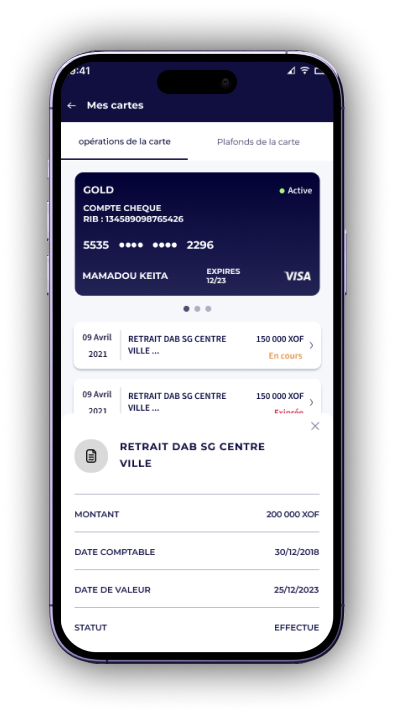 9:41
← Mes cartes
opérations de la carte Plafonds de la carte
GOLD Active
COMPTE CHEQUE
RIB : 134589098765426
5535 •••• •••• 2296
MAMADOU KEITA EXPIRES 12/23 VISA
09 Avril 2021 RETRAIT DAB SG CENTRE VILLE ... 150 000 XOF En cours
09 Avril 2021 RETRAIT DAB SG CENTRE VILLE ... 150 000 XOF
RETRAIT DAB SG CENTRE
VILLE
MONTANT 200 000 XOF
DATE COMPTABLE 30/12/2018
DATE DE VALEUR 25/12/2023
STATUT EFFECTUE